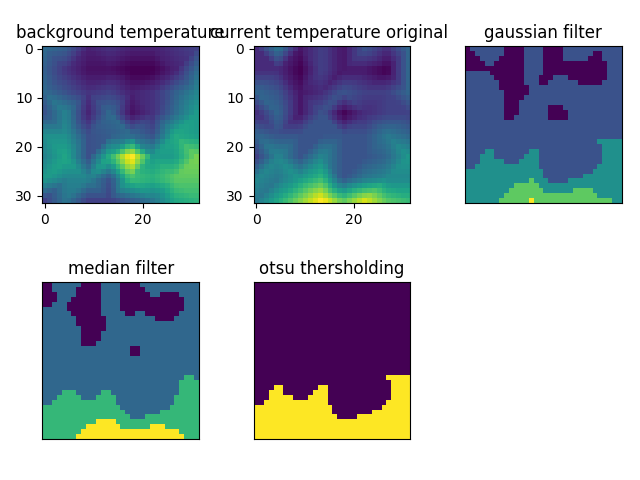 background temperature
current temperature original
gaussian filter
0
10
20
30
0
20
0
10
20
30
0
20
median filter
otsu thersholding